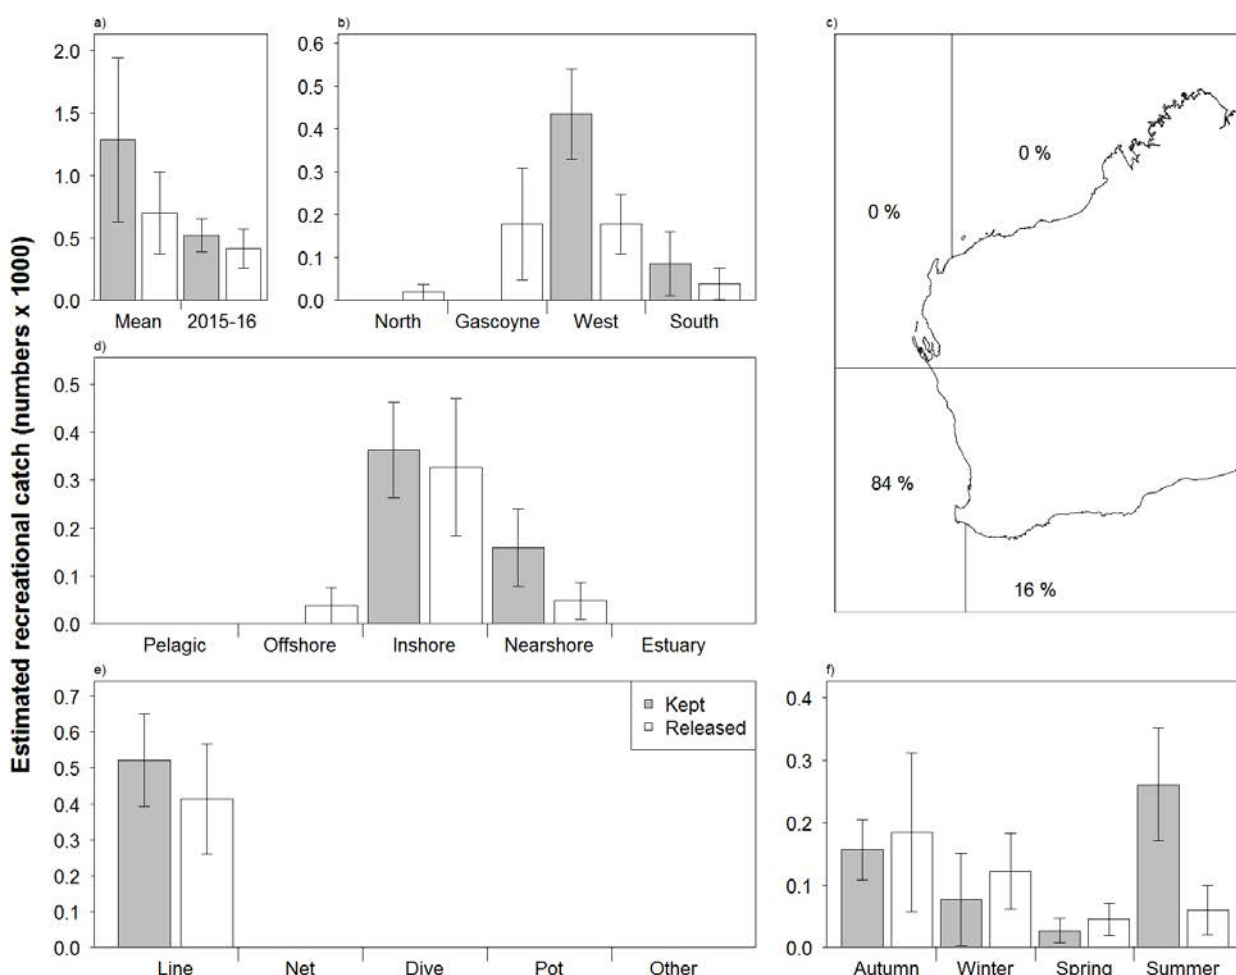 Estimated recreational catch (numbers x 1000)
a)
2.0
1.5
1.0
0.5
0.0
Mean 2015-16
b)
0.6
0.5
0.4
0.3
0.2
0.1
0.0
North Gascoyne West South
c)
0 %
0 %
84 %
16 %
d)
0.5
0.4
0.3
0.2
0.1
0.0
Pelagic Offshore Inshore Nearshore Estuary
e)
0.7
0.6
0.5
0.4
0.3
0.2
0.1
0.0
Kept
Released
Line Net Dive Pot Other
f)
0.4
0.3
0.2
0.1
0.0
Autumn Winter Spring Summer